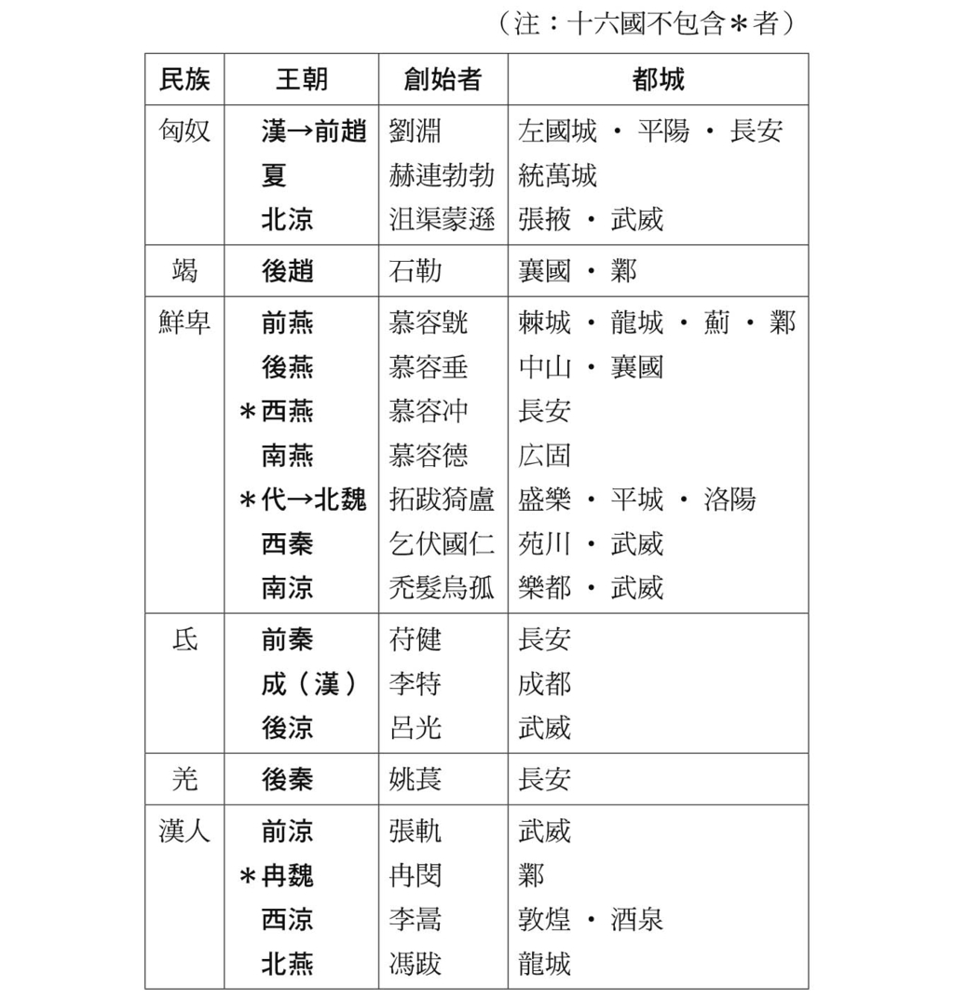 （注：十六國不包含＊者）
民族 王朝 創始者 都城
匈奴 漢→前趙 劉淵 左國城・平陽・長安
夏 赫連勃勃 統萬城
北涼 沮渠蒙遜 張掖・武威
竭 後趙 石勒 襄國・鄴
鮮卑 前燕 慕容皝 棘城・龍城・薊・鄴
後燕 慕容垂 中山・襄國
＊西燕 慕容冲 長安
南燕 慕容德 広固
＊代→北魏 拓跋猗盧 盛樂・平城・洛陽
西秦 乞伏國仁 苑川・武威
南涼 禿髮烏孤 樂都・武威
氐 前秦 苻健 長安
成（漢） 李特 成都
後涼 呂光 武威
羌 後秦 姚萇 長安
漢人 前涼 張軌 武威
＊冉魏 冉閔 鄴
西涼 李暠 敦煌・酒泉
北燕 馮跋 龍城